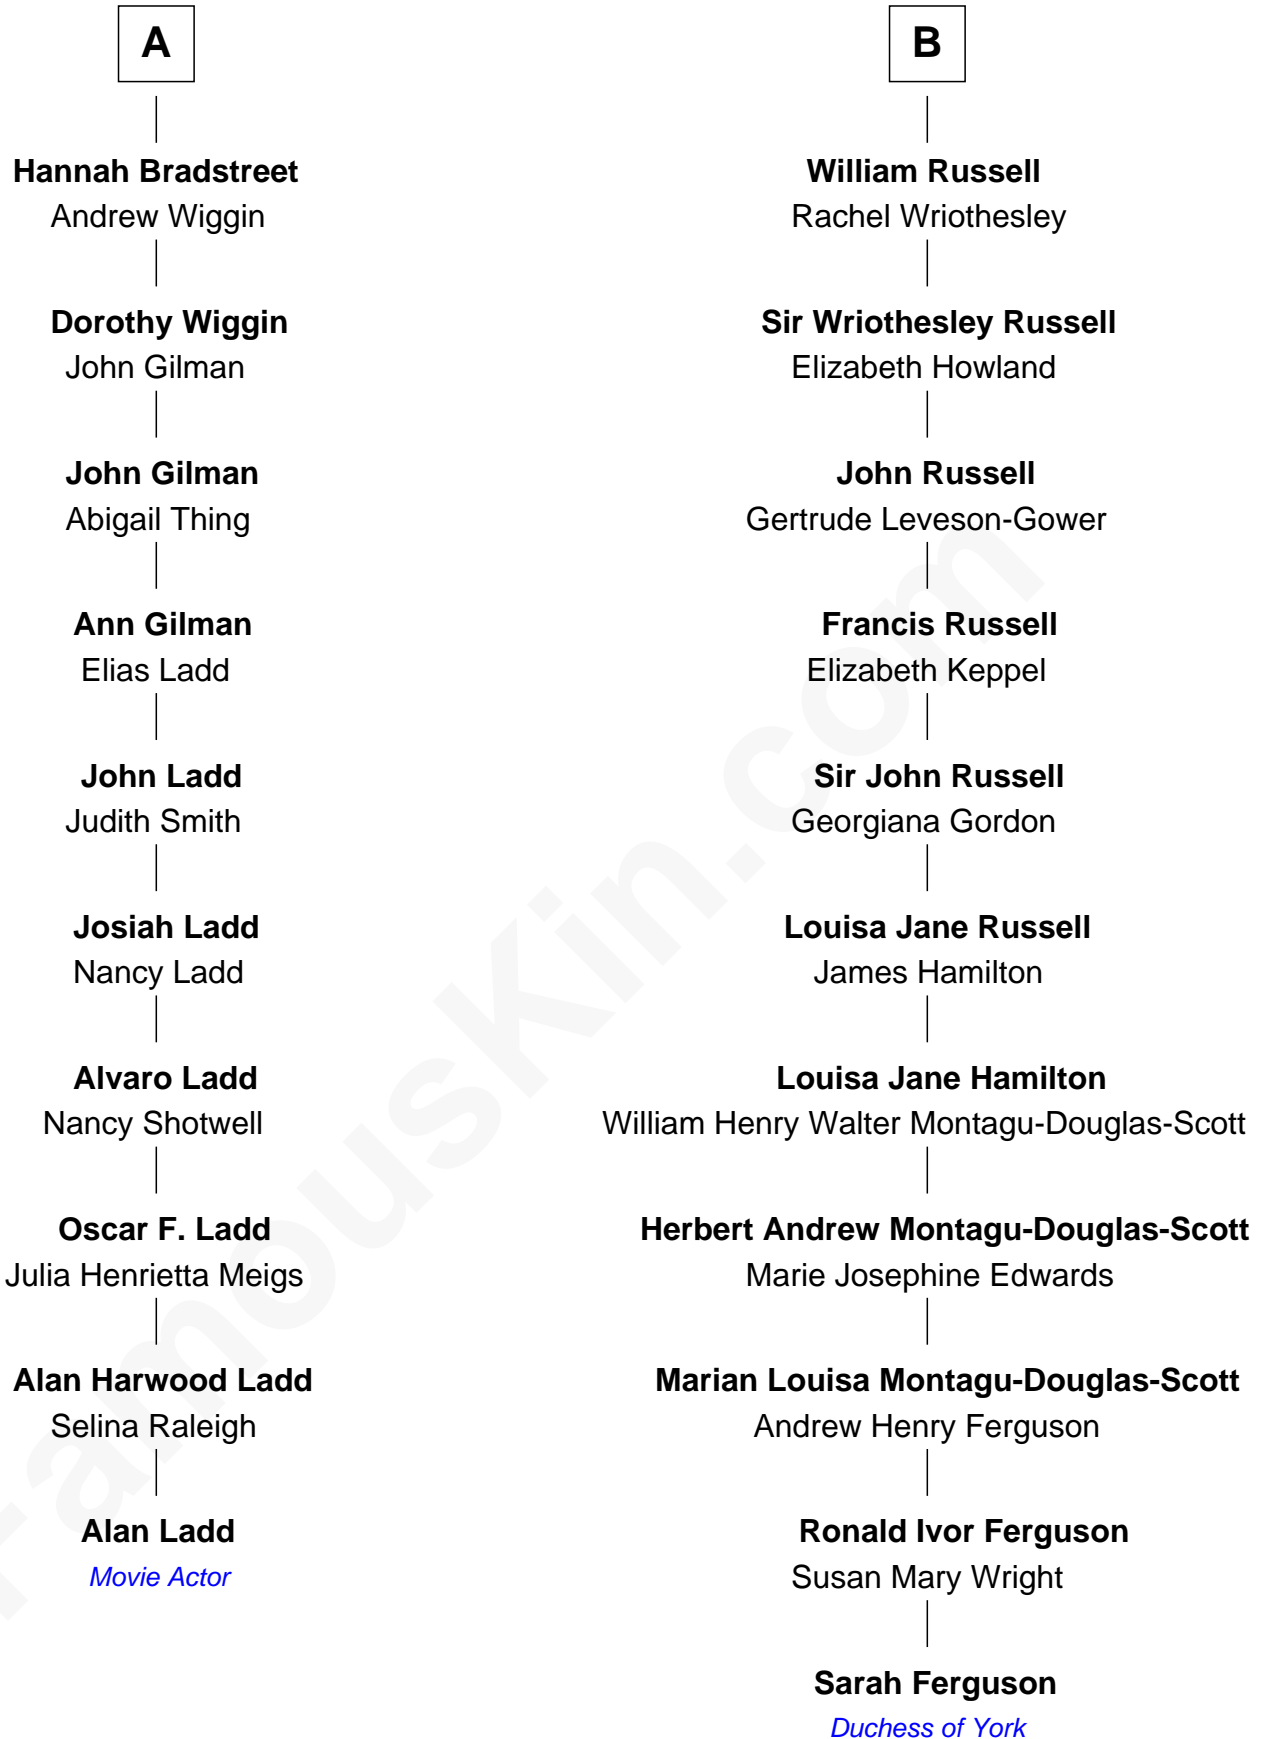 A
Hannah Bradstreet
Andrew Wiggin
Dorothy Wiggin
John Gilman
John Gilman
Abigail Thing
Ann Gilman
Elias Ladd
John Ladd
Judith Smith
Josiah Ladd
Nancy Ladd
Alvaro Ladd
Nancy Shotwell
Oscar F. Ladd
Julia Henrietta Meigs
Alan Harwood Ladd
Selina Raleigh
Alan Ladd
Movie Actor
B
William Russell
Rachel Wriothesley
Sir Wriothesley Russell
Elizabeth Howland
John Russell
Gertrude Leveson-Gower
Francis Russell
Elizabeth Keppel
Sir John Russell
Georgiana Gordon
Louisa Jane Russell
James Hamilton
Louisa Jane Hamilton
William Henry Walter Montagu-Douglas-Scott
Herbert Andrew Montagu-Douglas-Scott
Marie Josephine Edwards
Marian Louisa Montagu-Douglas-Scott
Andrew Henry Ferguson
Ronald Ivor Ferguson
Susan Mary Wright
Sarah Ferguson
Duchess of York
FamousKin.com